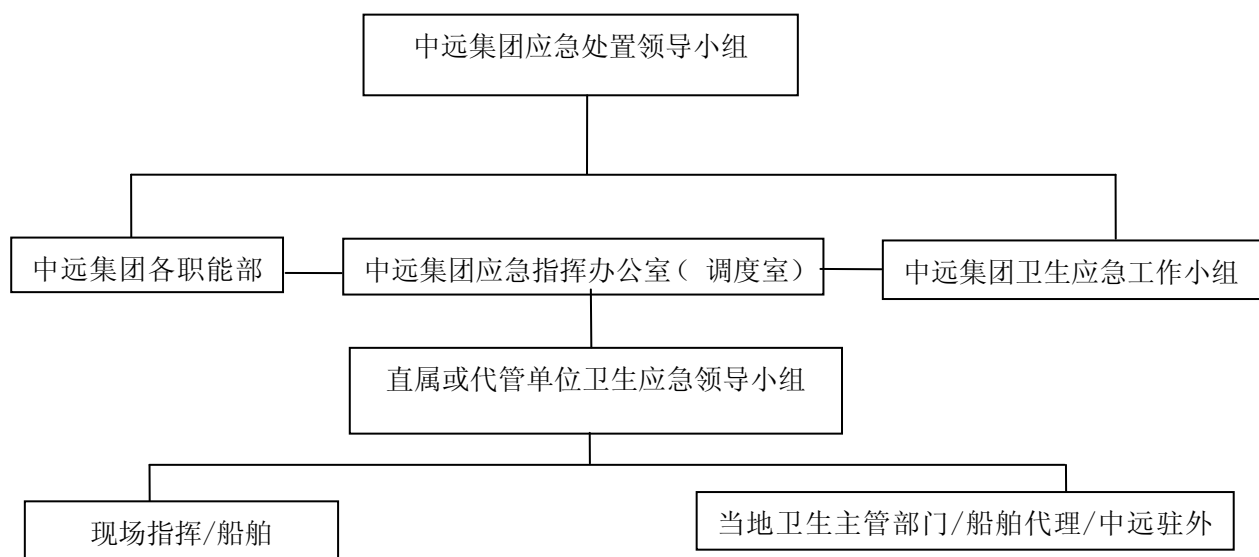 中远集团应急处置领导小组
中远集团各职能部
中远集团应急指挥办公室（ 调度室）
中远集团卫生应急工作小组
直属或代管单位卫生应急领导小组
现场指挥/船舶
当地卫生主管部门/船舶代理/中远驻外